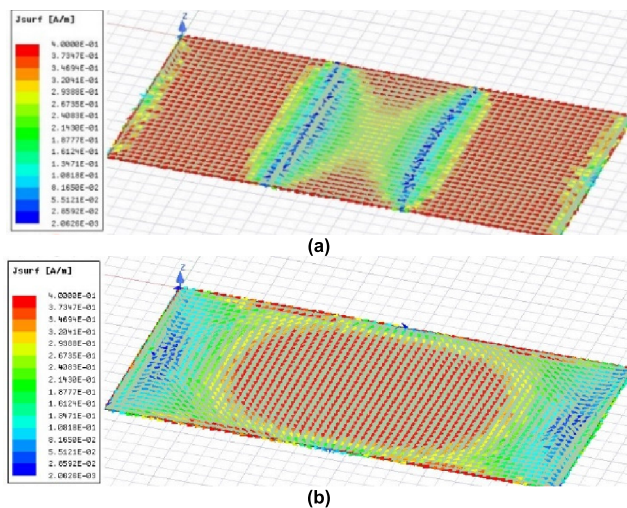 Jsurf [A/m]
Z
4.0000E-01
3.7347E-01
3.4694E-01
3.2041E-01
2.9388E-01
2.6735E-01
2.4083E-01
2.1430E-01
1.8777E-01
1.6124E-01
1.3471E-01
1.0818E-01
8.1650E-02
5.5121E-02
2.8592E-02
2.0628E-03
(a)
Jsurf [A/m]
Z
4.0000E-01
3.7347E-01
3.4694E-01
3.2041E-01
2.9388E-01
2.6735E-01
2.4083E-01
2.1430E-01
1.8777E-01
1.6124E-01
1.3471E-01
1.0818E-01
8.1650E-02
5.5121E-02
2.8592E-02
2.0628E-03
(b)